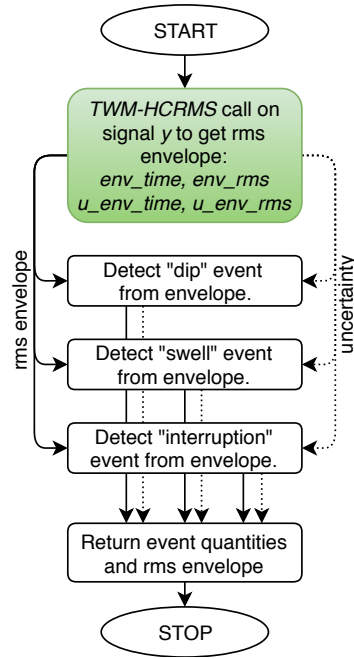 START
TWM-HCRMS call on
signal y to get rms
envelope:
env_time, env_rms
u_env_time, u_env_rms
rms envelope
uncertainty
Detect "dip" event
from envelope.
Detect "swell" event
from envelope.
Detect "interruption"
event from envelope.
Return event quantities
and rms envelope
STOP